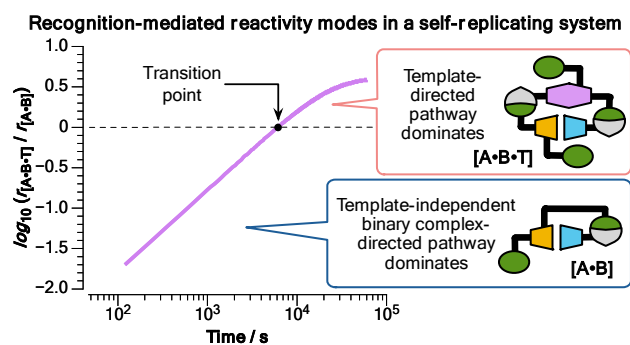 Recognition-mediated reactivity modes in a self-replicating system
log10 (r[A•B•T] / r[A•B])
1.0
0.5
0
−0.5
−1.0
−1.5
−2.0
Transition
point
Template-
directed
pathway
dominates
[A•B•T]
Template-independent
binary complex-
directed pathway
dominates
[A•B]
10²
10³
10⁴
10⁵
Time / s